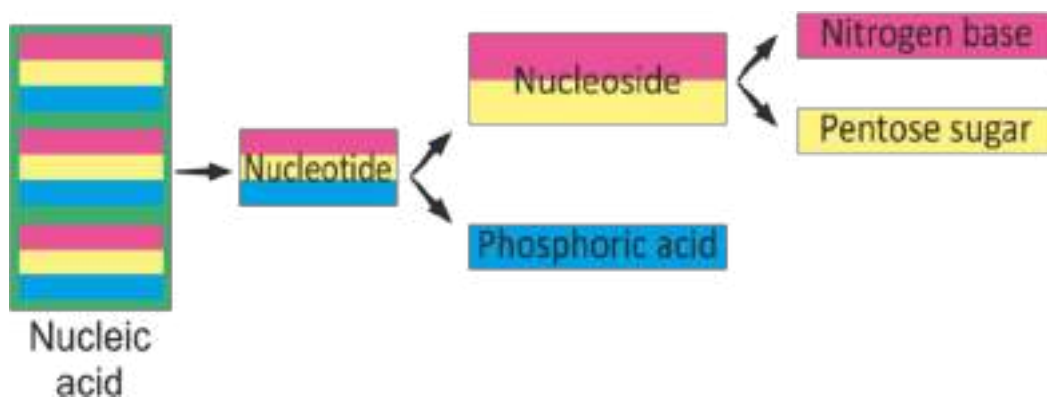 Nitrogen base
Nucleoside
Pentose sugar
Nucleotide
Phosphoric acid
Nucleic
acid